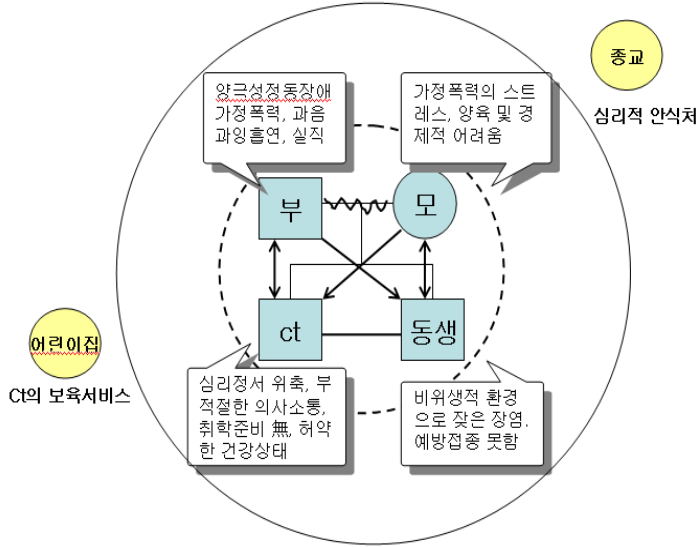 종교
심리적 안식처
양극성정동장애
가정폭력, 과음
과잉흡연, 실직
가정폭력의 스트
레스, 양육 및 경
제적 어려움
부
모
ct
동생
어린이집
Ct의 보육서비스
심리정서 위축, 부
적절한 의사소통,
취학준비 無, 허약
한 건강상태
비위생적 환경
으로 잦은 장염.
예방접종 못함